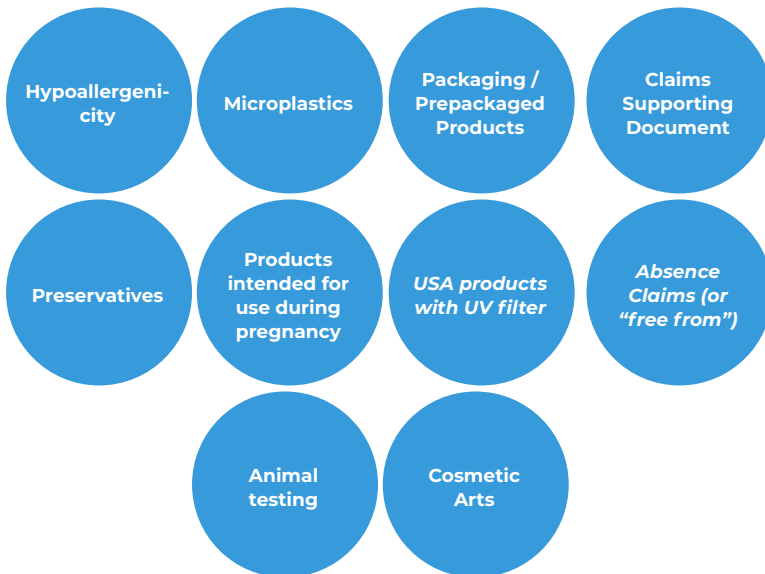 Hypoallergeni-
city
Microplastics
Packaging /
Prepackaged
Products
Claims
Supporting
Document
Preservatives
Products
intended for
use during
pregnancy
USA products
with UV filter
Absence
Claims (or
“free from”)
Animal
testing
Cosmetic
Arts